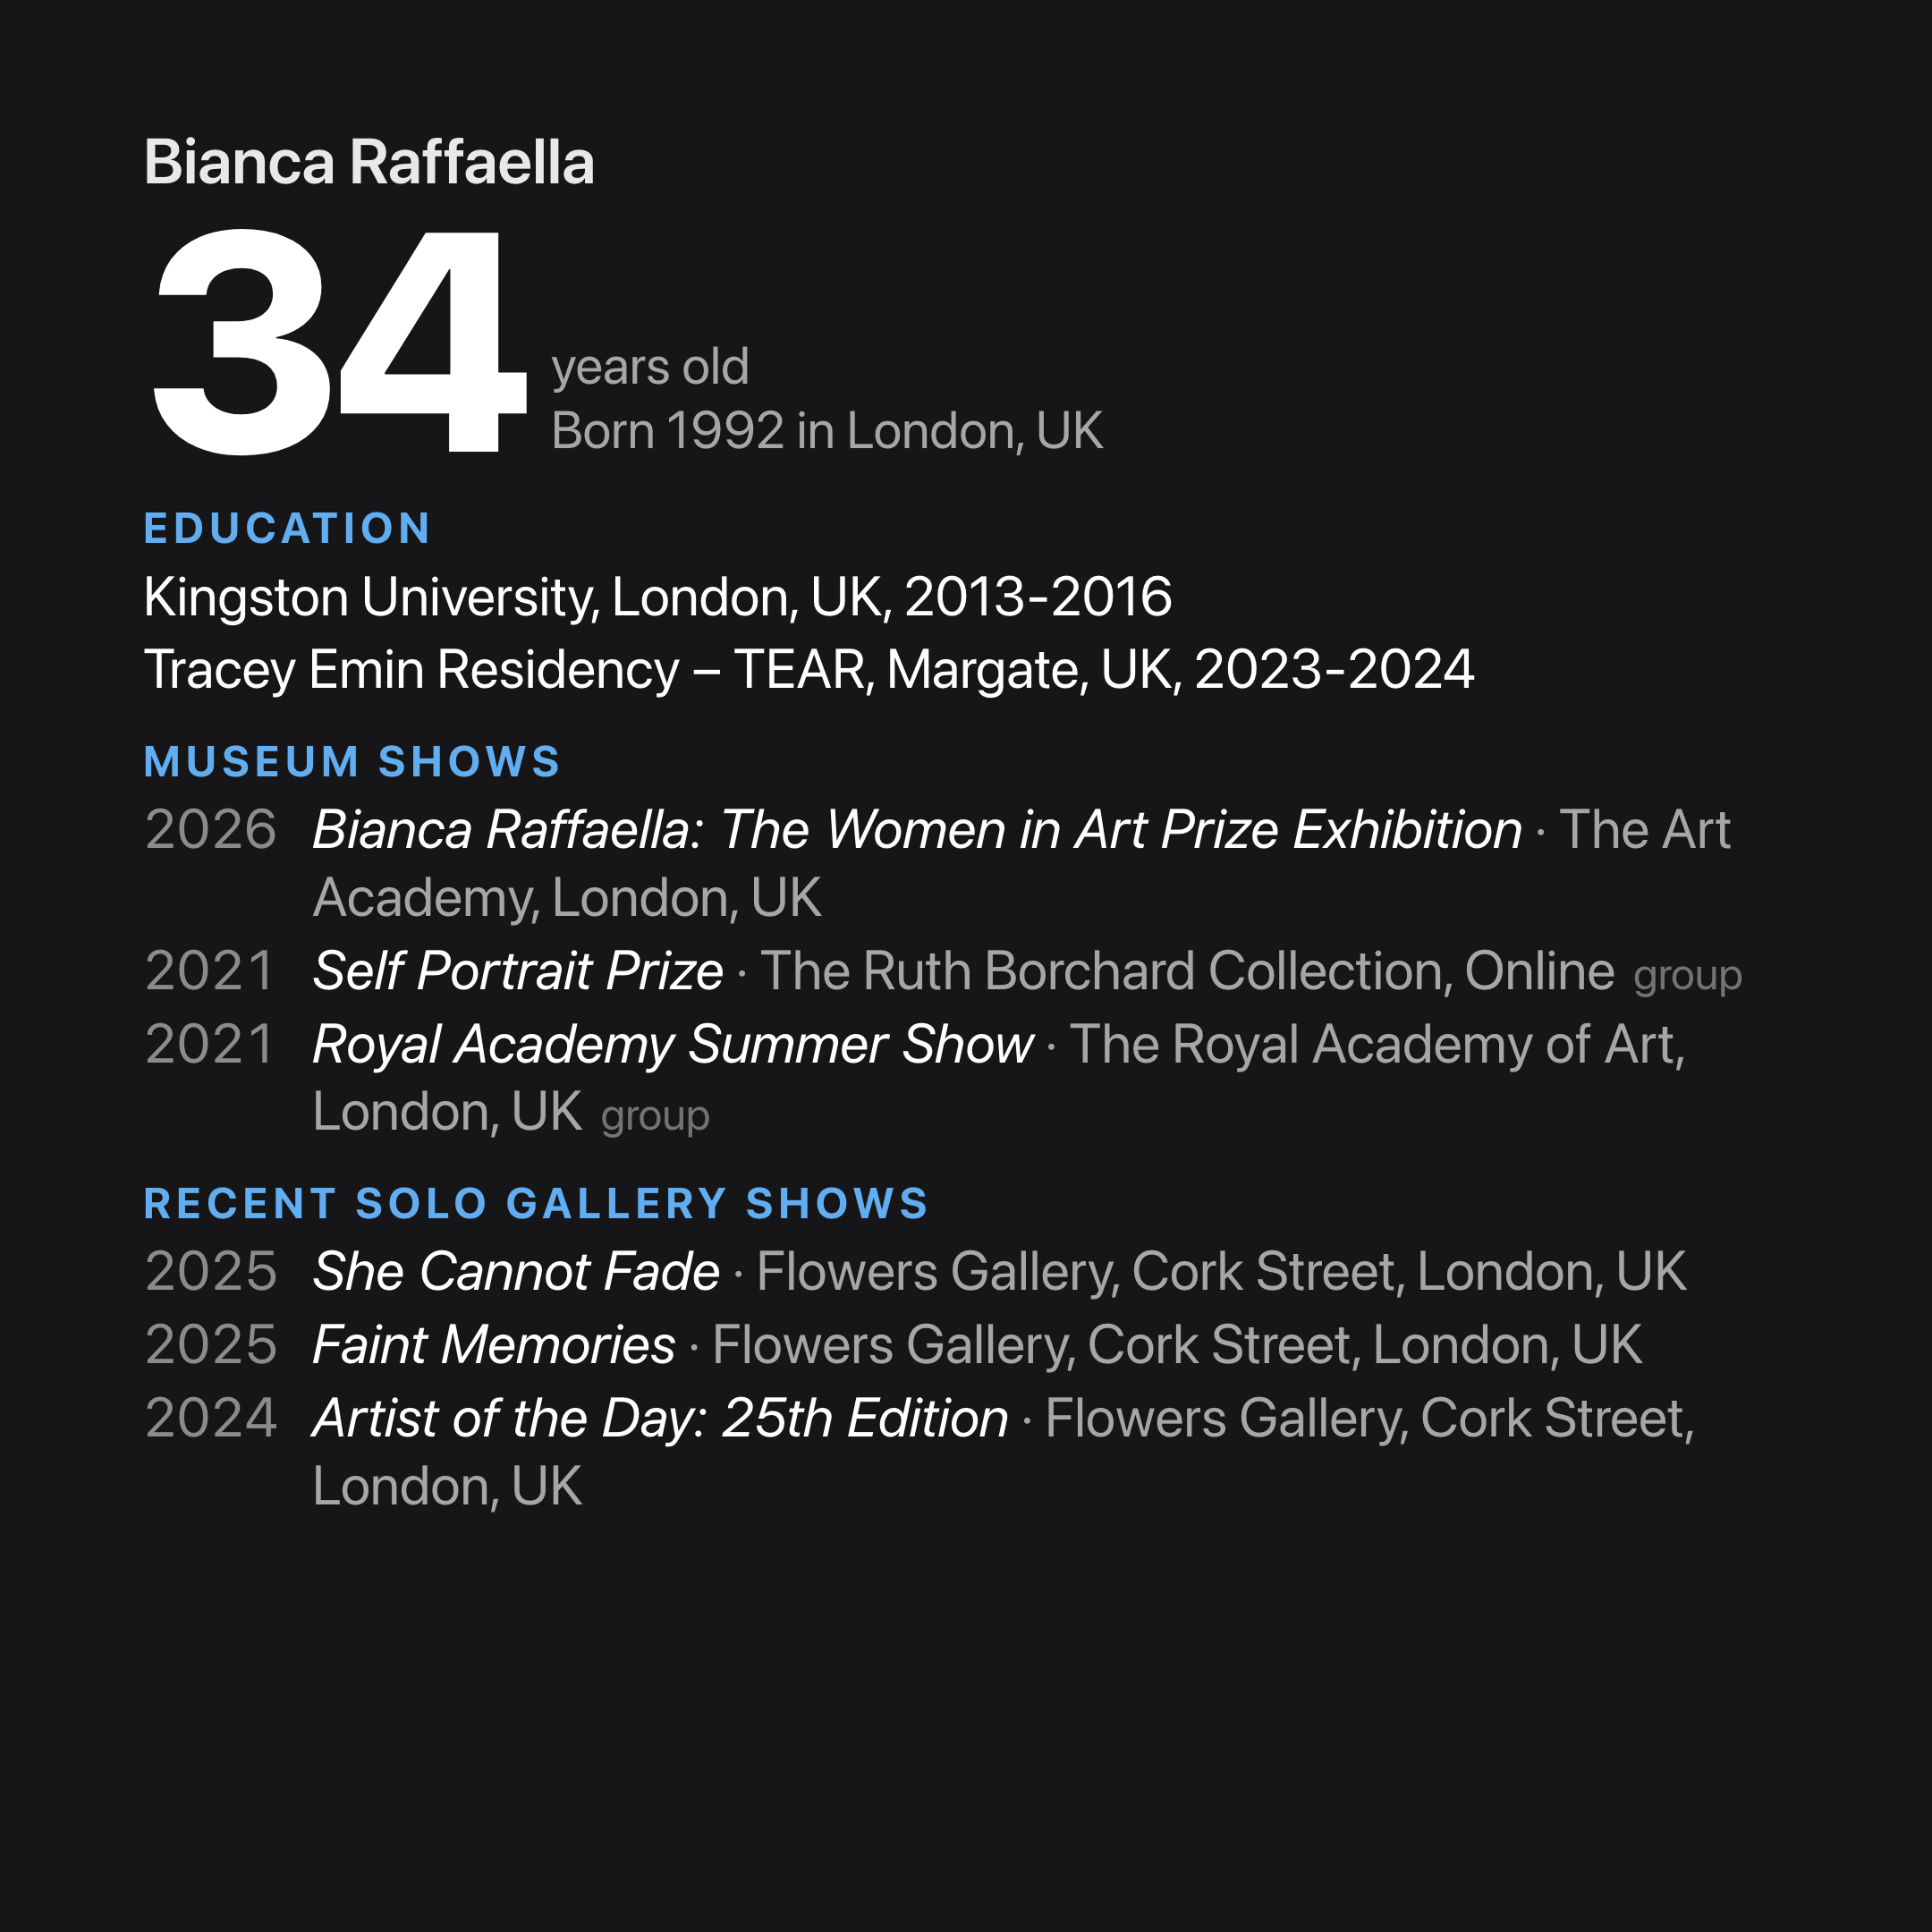 Bianca Raffaella
34
years old
Born 1992 in London, UK
EDUCATION
Kingston University, London, UK, 2013-2016
Tracey Emin Residency – TEAR, Margate, UK, 2023-2024
MUSEUM SHOWS
2026 Bianca Raffaella: The Women in Art Prize Exhibition · The Art
Academy, London, UK
2021 Self Portrait Prize · The Ruth Borchard Collection, Online group
2021 Royal Academy Summer Show · The Royal Academy of Art,
London, UK group
RECENT SOLO GALLERY SHOWS
2025 She Cannot Fade · Flowers Gallery, Cork Street, London, UK
2025 Faint Memories · Flowers Gallery, Cork Street, London, UK
2024 Artist of the Day: 25th Edition · Flowers Gallery, Cork Street,
London, UK